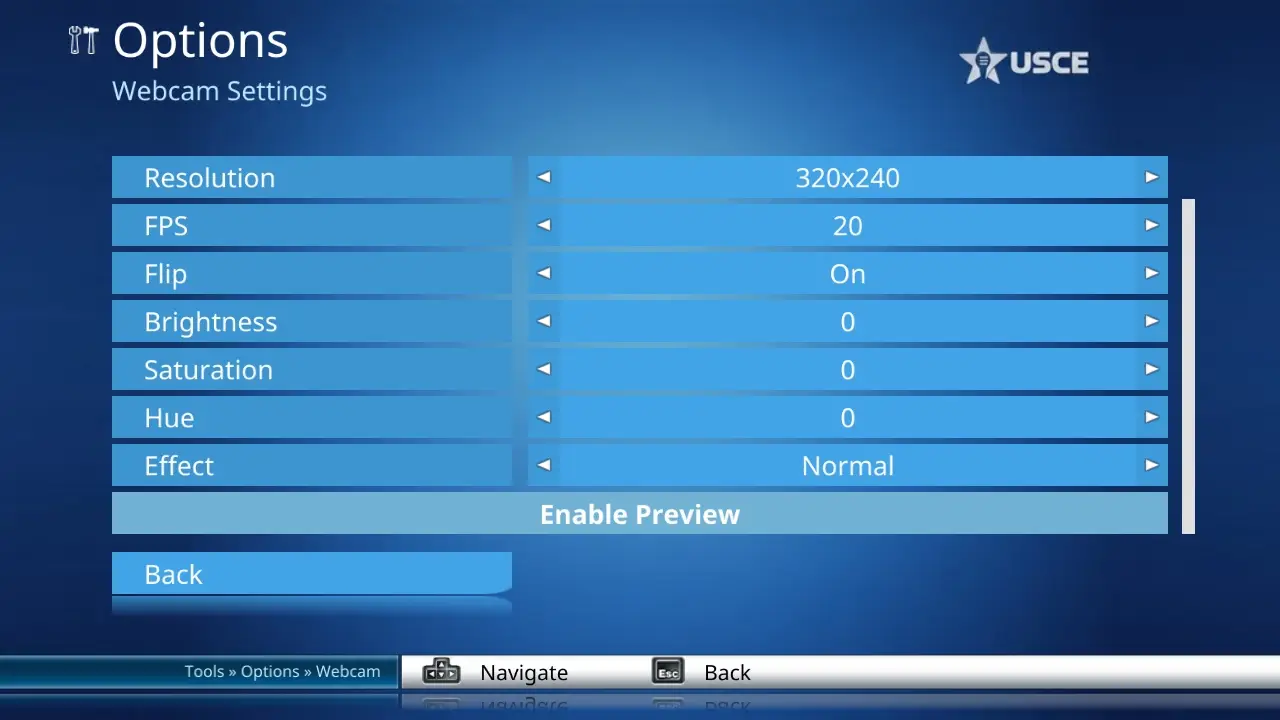 Options
Webcam Settings
USCE
Resolution 320x240
FPS 20
Flip On
Brightness 0
Saturation 0
Hue 0
Effect Normal
Enable Preview
Back
Tools » Options » Webcam
Navigate
Esc Back